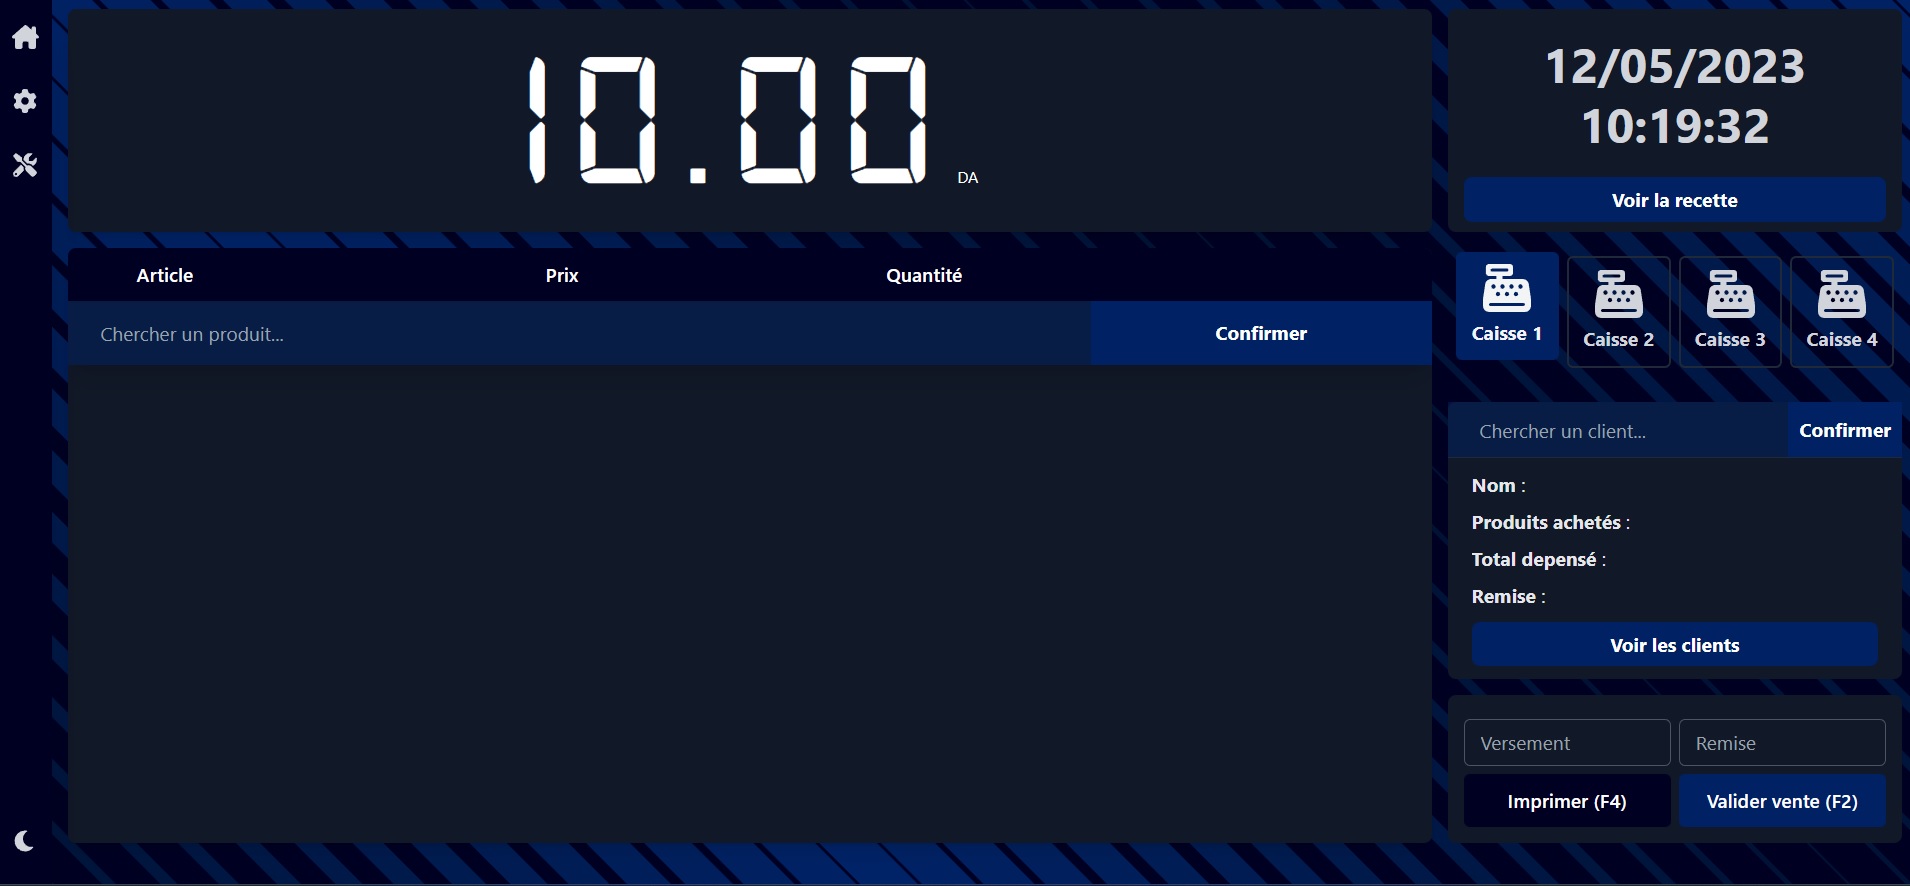 10.00 DA
12/05/2023
10:19:32
Voir la recette
Article Prix Quantité
Chercher un produit... Confirmer
Caisse 1 Caisse 2 Caisse 3 Caisse 4
Chercher un client... Confirmer
Nom :
Produits achetés :
Total depensé :
Remise :
Voir les clients
Versement Remise
Imprimer (F4) Valider vente (F2)